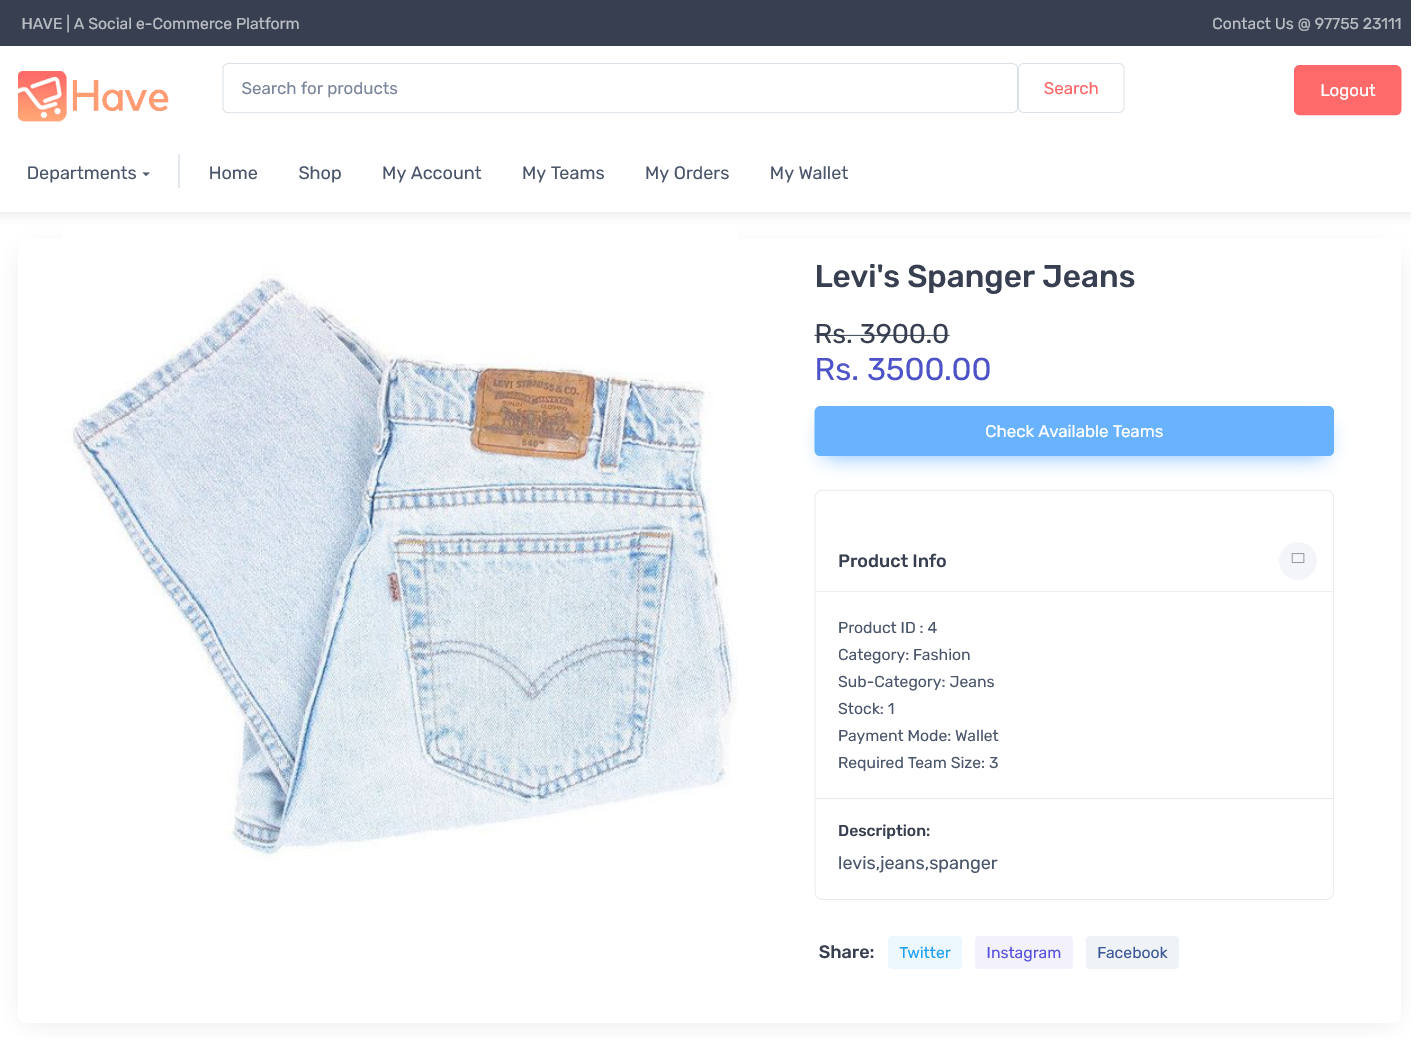 HAVE | A Social e-Commerce Platform
Contact Us @ 97755 23111
Have
Search for products
Search
Logout
Departments
Home
Shop
My Account
My Teams
My Orders
My Wallet
LEVI STRAUSS & CO.
Levi's Spanger Jeans
Rs. 3900.0
Rs. 3500.00
Check Available Teams
Product Info
Product ID : 4
Category: Fashion
Sub-Category: Jeans
Stock: 1
Payment Mode: Wallet
Required Team Size: 3
Description:
levis,jeans,spanger
Share:
Twitter
Instagram
Facebook